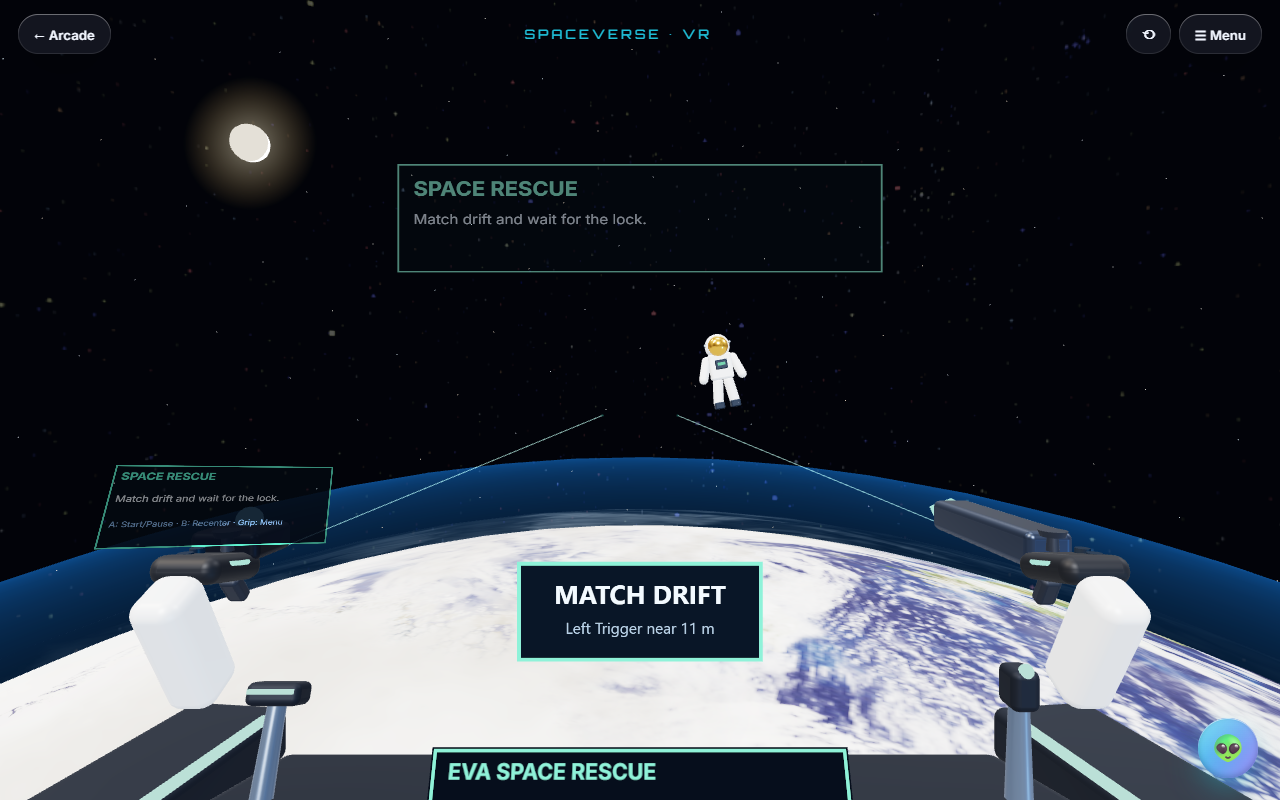 ← Arcade
SPACEVERSE · VR
☰ Menu
SPACE RESCUE
Match drift and wait for the lock.
SPACE RESCUE
Match drift and wait for the lock.
A: Start/Pause · B: Recenter · Grip: Menu
MATCH DRIFT
Left Trigger near 11 m
EVA SPACE RESCUE